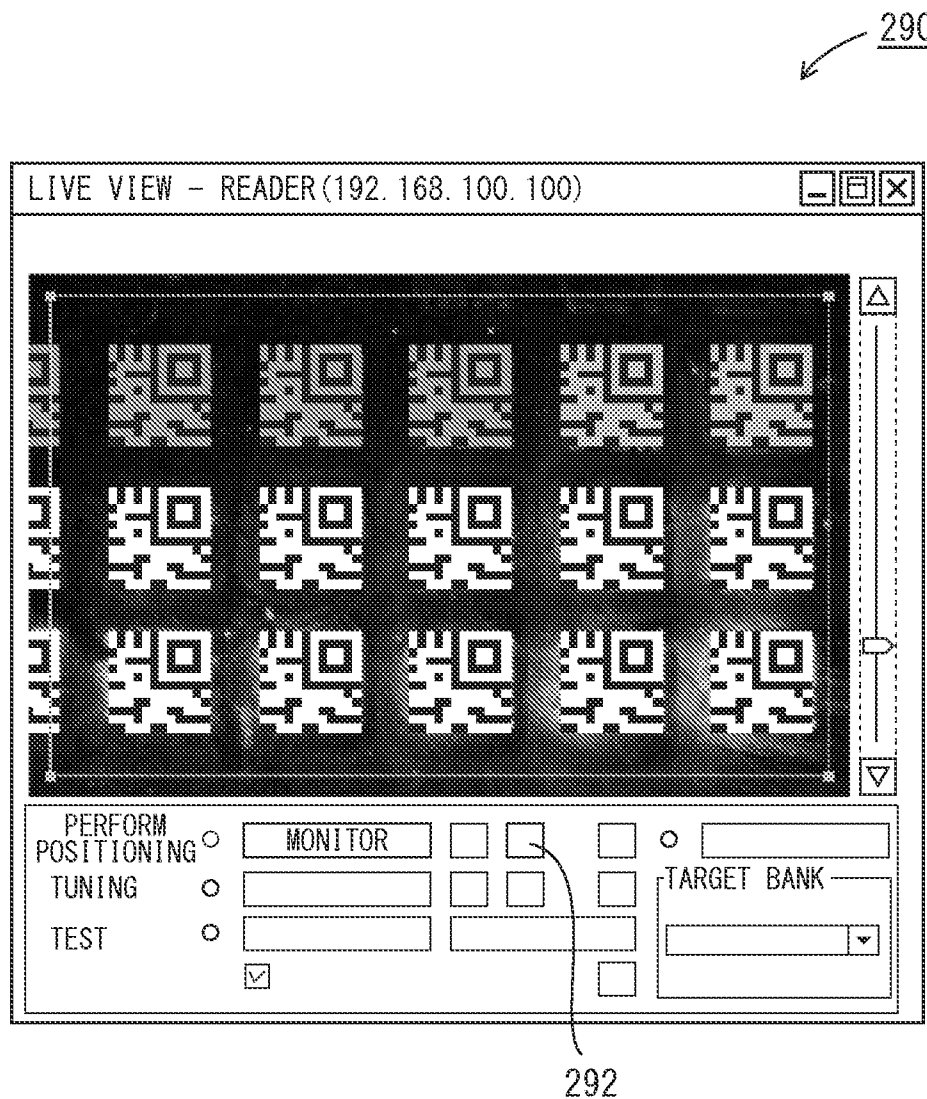 290
LIVE VIEW - READER(192.168.100.100)
PERFORM
POSITIONING
MONITOR
TUNING
TARGET BANK
TEST
292